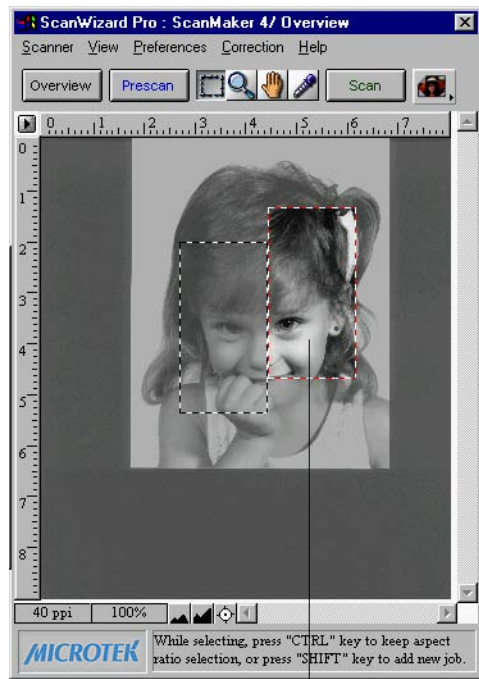 ScanWizard Pro : ScanMaker 4/ Overview
Scanner View Preferences Correction Help
Overview Prescan Scan
0 1 2 3 4 5 6 7
0
1
2
3
4
5
6
7
8
40 ppi 100%
MICROTEK
While selecting, press "CTRL" key to keep aspect
ratio selection, or press "SHIFT" key to add new job.